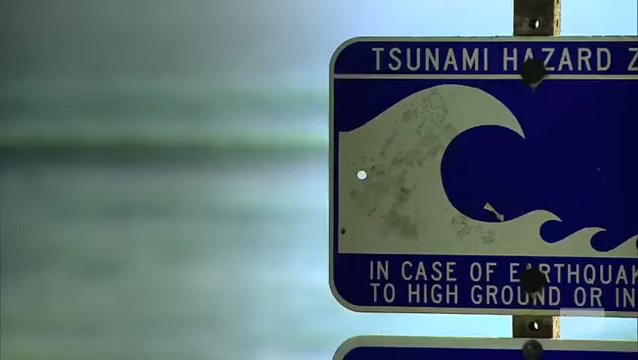 TSUNAMI HAZARD Z
IN CASE OF EARTHQUAK
TO HIGH GROUND OR IN